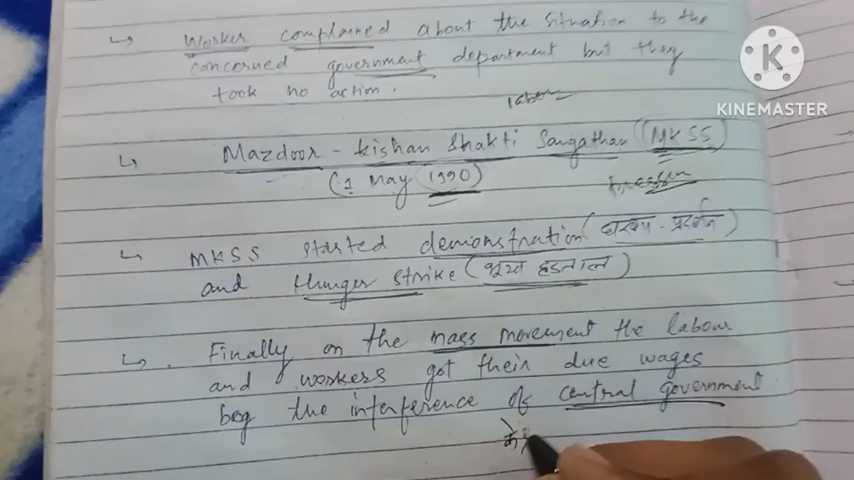 Worker complained about the situation to the
concerned government department but they
took no action.
K
KINEMASTER
labour
Mazdoor - Kishan Shakti Sangathan (MKSS)
(1 May 1990)
MKSS started demonstration (धरना - प्रदर्शन)
and Hunger strike (भूख हडताल)
Finally on the mass movement the labour
and workers got their due wages
the interference of central government